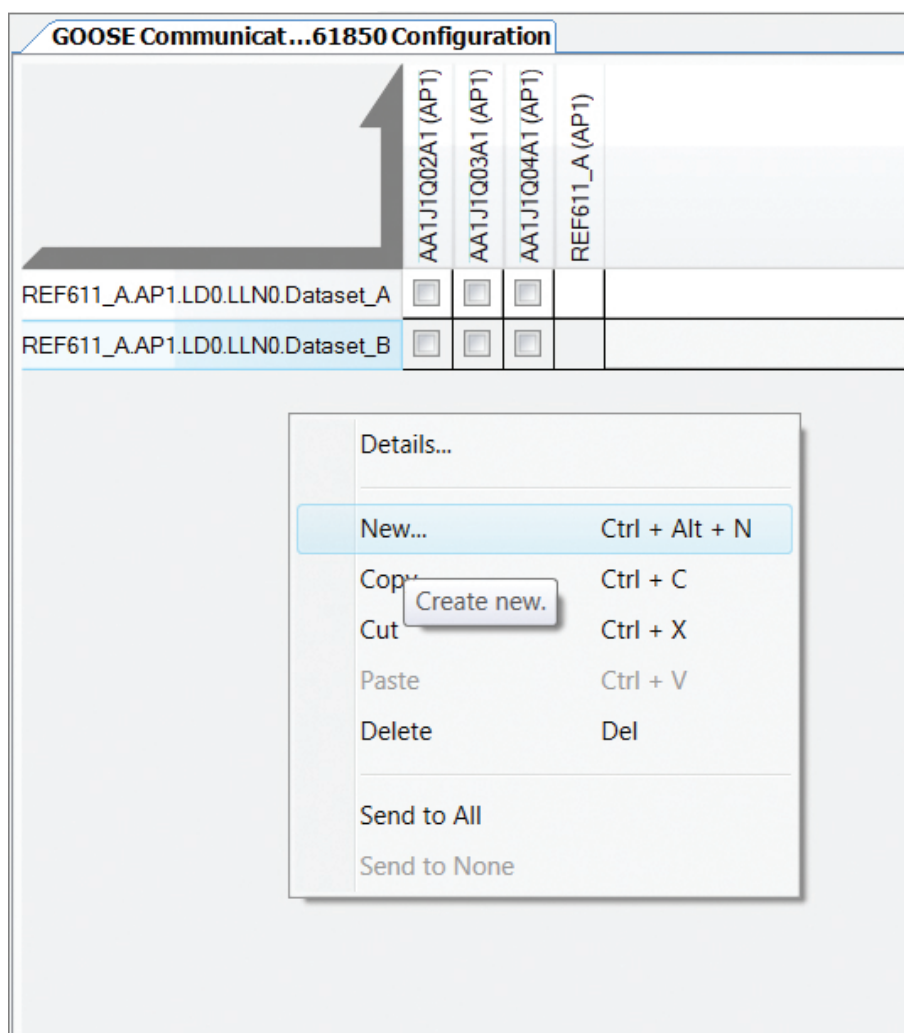 GOOSE Communicat...61850 Configuration
AA1J1Q02A1 (AP1)
AA1J1Q03A1 (AP1)
AA1J1Q04A1 (AP1)
REF611_A (AP1)
REF611_A.AP1.LD0.LLN0.Dataset_A
REF611_A.AP1.LD0.LLN0.Dataset_B
Details...
New... Ctrl + Alt + N
Copy Ctrl + C
Create new.
Cut Ctrl + X
Paste Ctrl + V
Delete Del
Send to All
Send to None